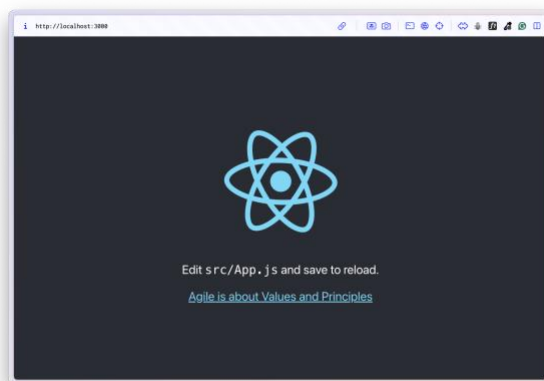 http://localhost:3000
Edit src/App.js and save to reload.
Agile is about Values and Principles